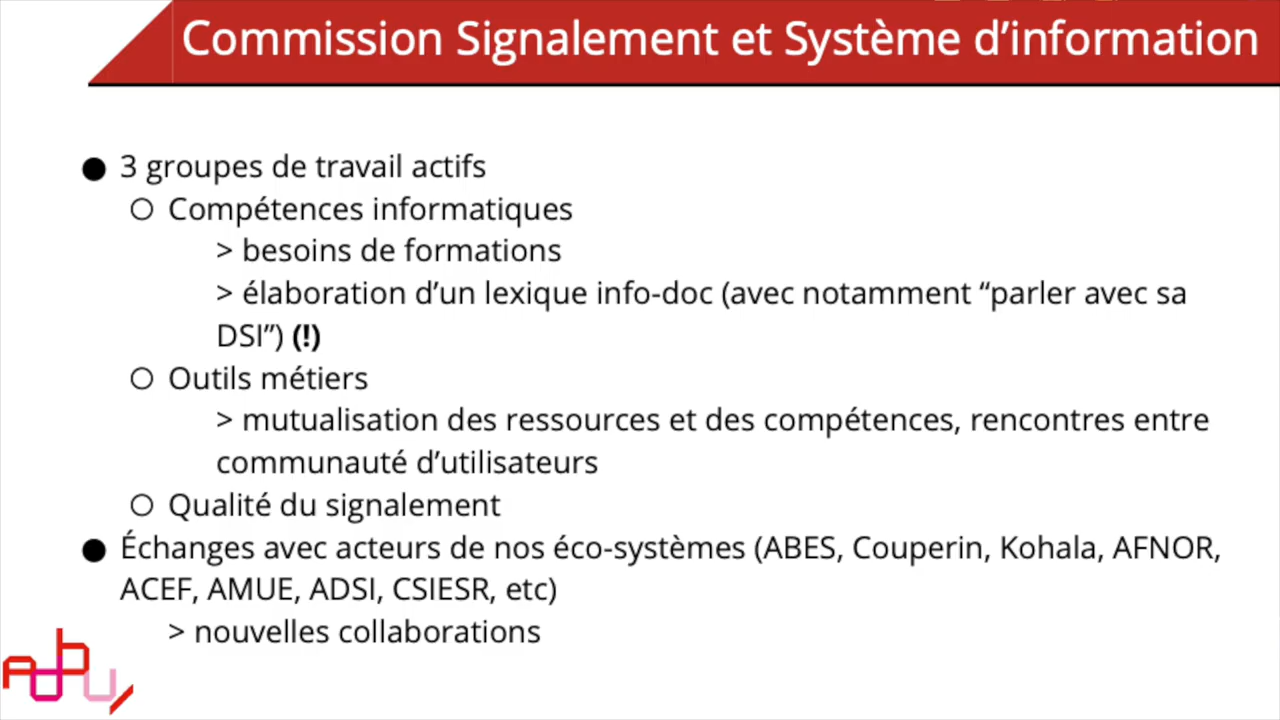 Commission Signalement et Système d’information
● 3 groupes de travail actifs
○ Compétences informatiques
> besoins de formations
> élaboration d’un lexique info-doc (avec notamment “parler avec sa
DSI”) (!)
○ Outils métiers
> mutualisation des ressources et des compétences, rencontres entre
communauté d’utilisateurs
○ Qualité du signalement
● Échanges avec acteurs de nos éco-systèmes (ABES, Couperin, Kohala, AFNOR,
ACEF, AMUE, ADSI, CSIESR, etc)
> nouvelles collaborations
Adbu/